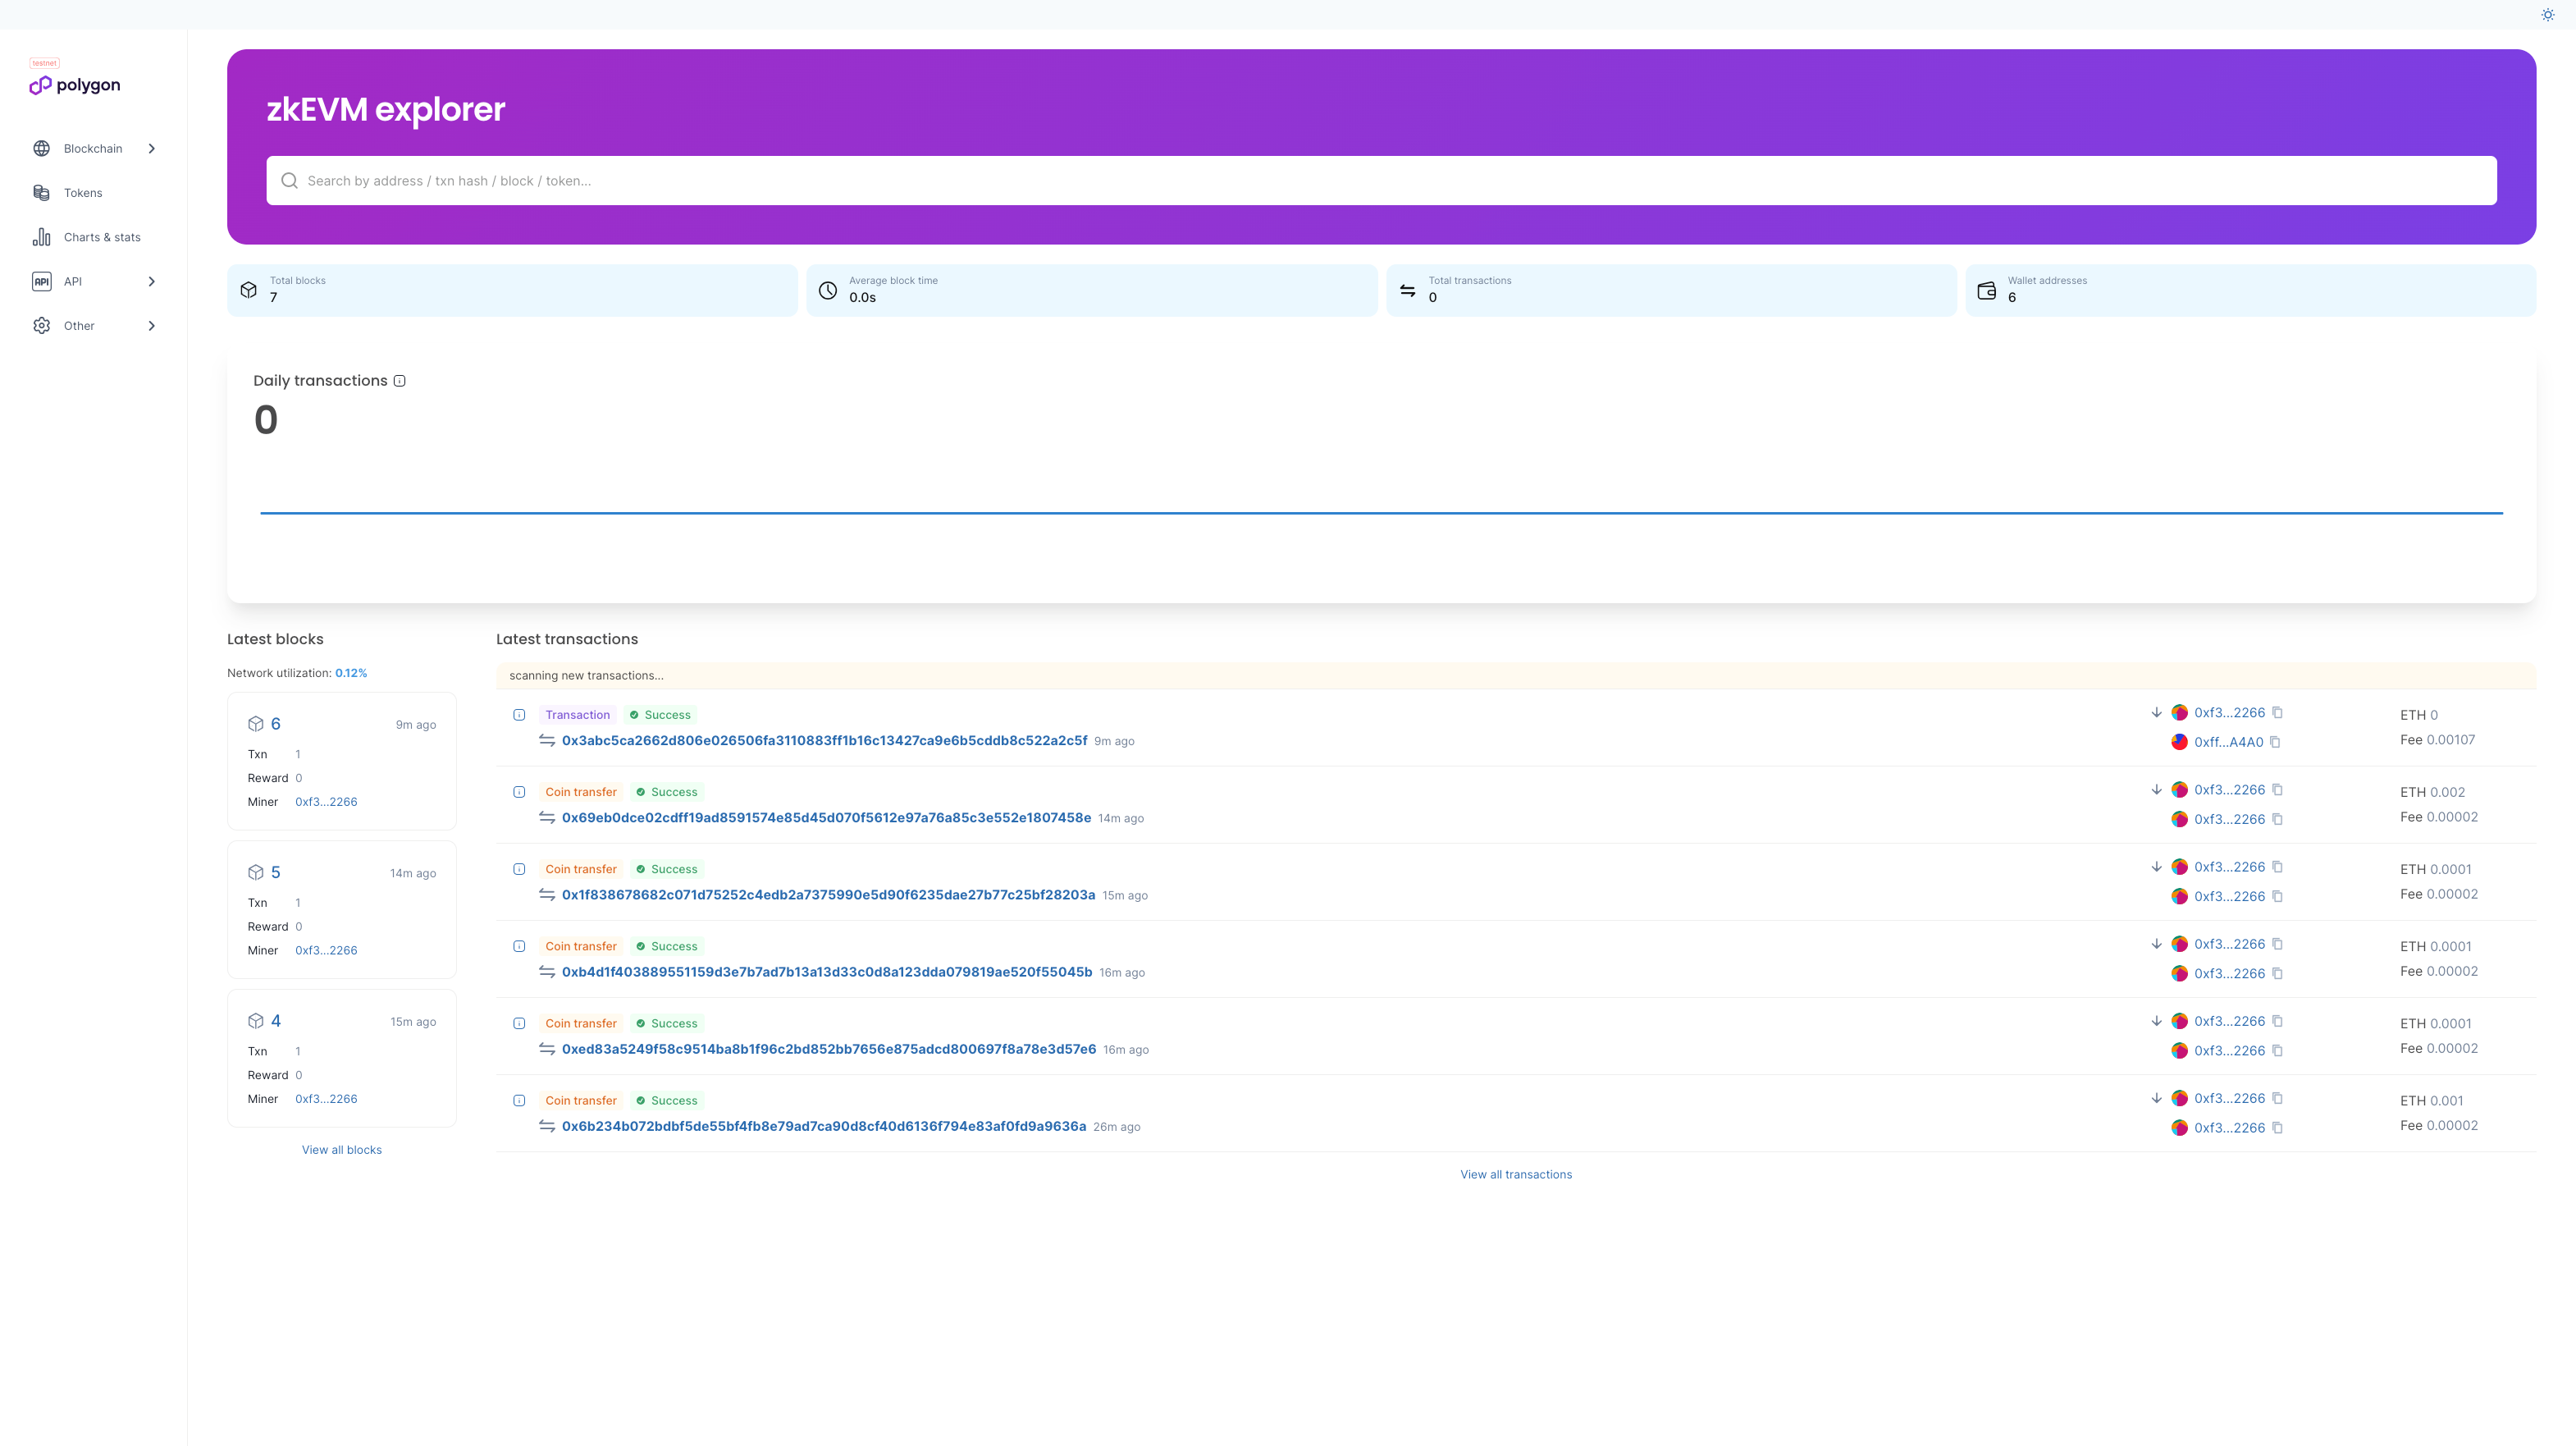 testnet
polygon
Blockchain
Tokens
Charts & stats
API API
Other
zkEVM explorer
Search by address / txn hash / block / token...
Total blocks
7
Average block time
0.0s
Total transactions
0
Wallet addresses
6
Daily transactions
0
Latest blocks
Network utilization: 0.12%
6 9m ago
Txn 1
Reward 0
Miner 0xf3...2266
5 14m ago
Txn 1
Reward 0
Miner 0xf3...2266
4 15m ago
Txn 1
Reward 0
Miner 0xf3...2266
View all blocks
Latest transactions
scanning new transactions...
Transaction Success 0xf3...2266 ETH 0
0x3abc5ca2662d806e026506fa3110883ff1b16c13427ca9e6b5cddb8c522a2c5f 9m ago 0xff...A4A0 Fee 0.00107
Coin transfer Success 0xf3...2266 ETH 0.002
0x69eb0dce02cdff19ad8591574e85d45d070f5612e97a76a85c3e552e1807458e 14m ago 0xf3...2266 Fee 0.00002
Coin transfer Success 0xf3...2266 ETH 0.0001
0x1f838678682c071d75252c4edb2a7375990e5d90f6235dae27b77c25bf28203a 15m ago 0xf3...2266 Fee 0.00002
Coin transfer Success 0xf3...2266 ETH 0.0001
0xb4d1f403889551159d3e7b7ad7b13a13d33c0d8a123dda079819ae520f55045b 16m ago 0xf3...2266 Fee 0.00002
Coin transfer Success 0xf3...2266 ETH 0.0001
0xed83a5249f58c9514ba8b1f96c2bd852bb7656e875adcd800697f8a78e3d57e6 16m ago 0xf3...2266 Fee 0.00002
Coin transfer Success 0xf3...2266 ETH 0.001
0x6b234b072bdbf5de55bf4fb8e79ad7ca90d8cf40d6136f794e83af0fd9a9636a 26m ago 0xf3...2266 Fee 0.00002
View all transactions